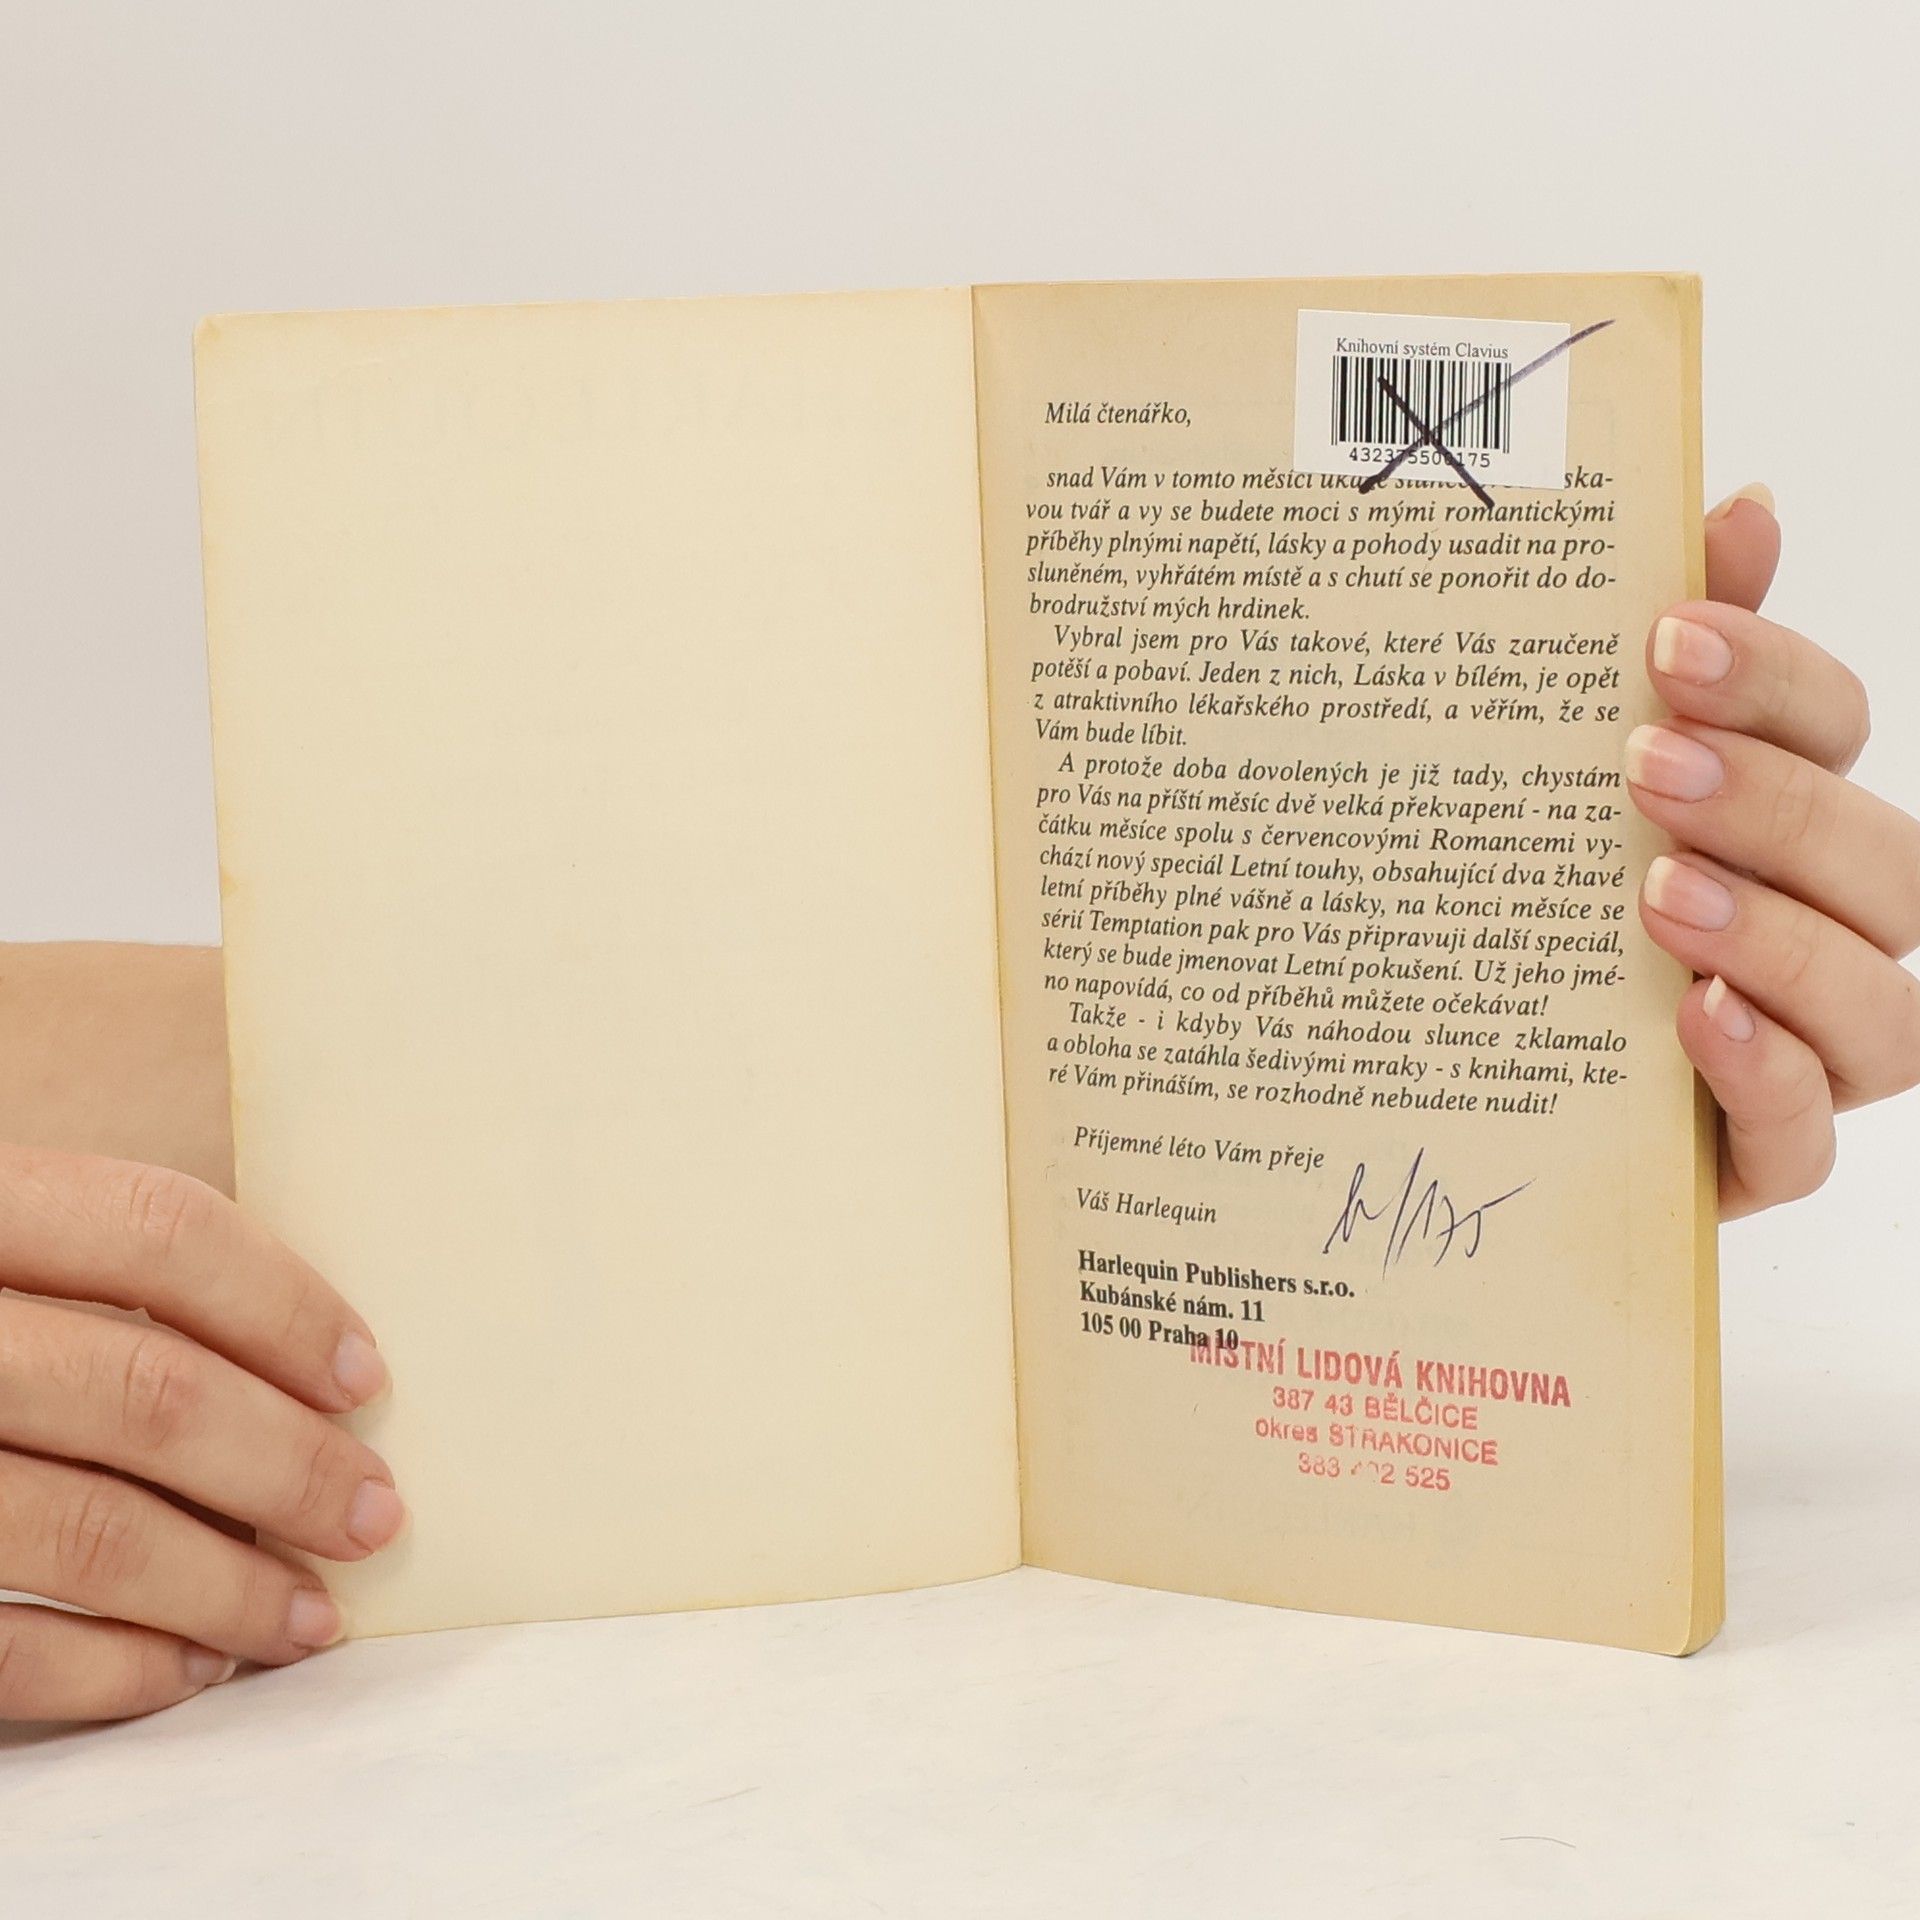 Knihovní systém Clavius
432375500175
Milá čtenářko,
snad Vám v tomto měsíci ska-
vou tvář a vy se budete moci s mými romantickými
příběhy plnými napětí, lásky a pohody usadit na pro-
sluněném, vyhřátém místě a s chutí se ponořit do do-
brodružství mých hrdinek.
Vybral jsem pro Vás takové, které Vás zaručeně
potěší a pobaví. Jeden z nich, Láska v bílém, je opět
z atraktivního lékařského prostředí, a věřím, že se
Vám bude líbit.
A protože doba dovolených je již tady, chystám
pro Vás na příští měsíc dvě velká překvapení - na za-
čátku měsíce spolu s červencovými Romancemi vy-
chází nový speciál Letní touhy, obsahující dva žhavé
letní příběhy plné vášně a lásky, na konci měsíce se
sérií Temptation pak pro Vás připravuji další speciál,
který se bude jmenovat Letní pokušení. Už jeho jmé-
no napovídá, co od příběhů můžete očekávat!
Takže - i kdyby Vás náhodou slunce zklamalo
a obloha se zatáhla šedivými mraky - s knihami, kte-
ré Vám přináším, se rozhodně nebudete nudit!
Příjemné léto Vám přeje
Váš Harlequin
Harlequin Publishers s.r.o.
Kubánské nám. 11
105 00 Praha 10
MÍSTNÍ LIDOVÁ KNIHOVNA
387 43 BĚLČICE
okres STRAKONICE
383 525